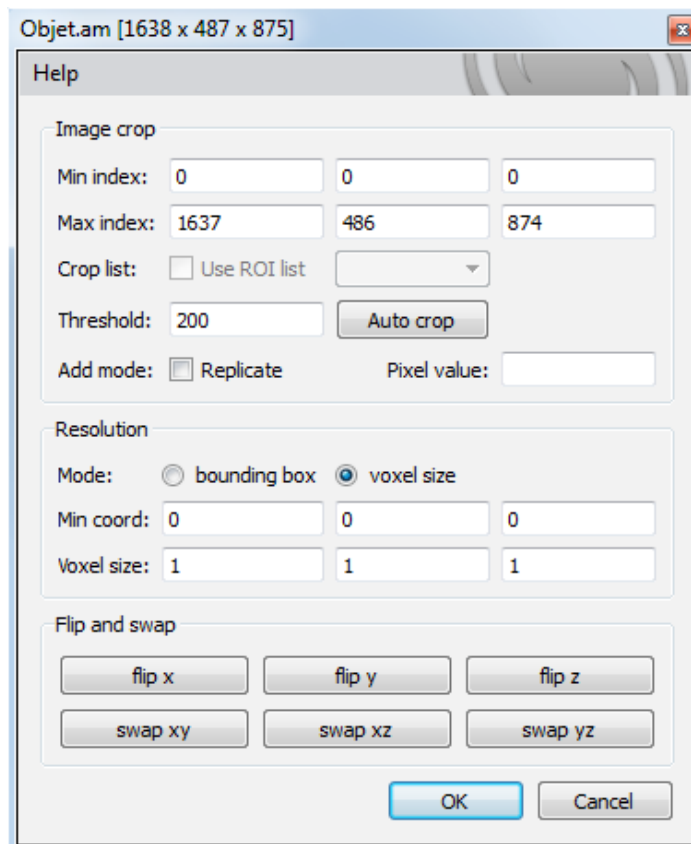 Objet.am [1638 x 487 x 875]
Help
Image crop
Min index: 0 0 0
Max index: 1637 486 874
Crop list: Use ROI list
Threshold: 200 Auto crop
Add mode: Replicate Pixel value:
Resolution
Mode: bounding box voxel size
Min coord: 0 0 0
Voxel size: 1 1 1
Flip and swap
flip x flip y flip z
swap xy swap xz swap yz
OK Cancel